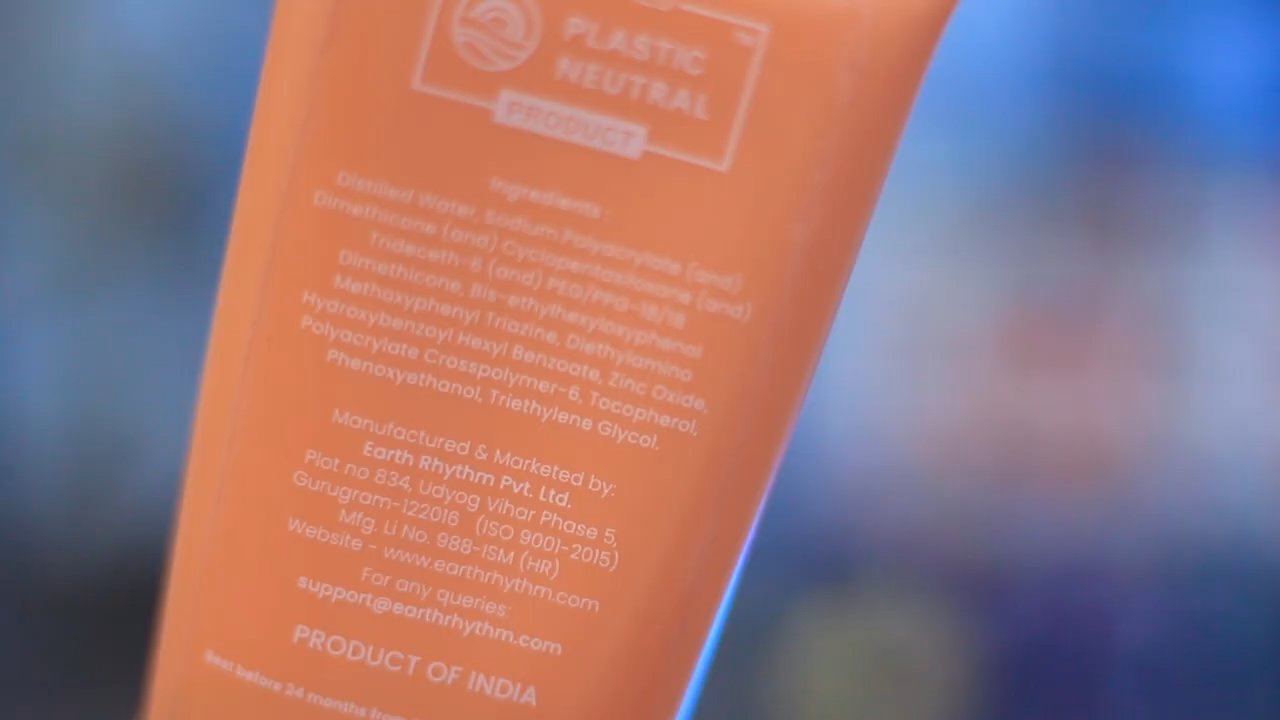 PLASTIC
NEUTRAL
PRODUCT
Ingredients :
Distilled Water, Sodium Polyacrylate (and)
Dimethicone (and) Cyclopentasiloxane (and)
Trideceth-6 (and) PEG/PPG-18/18
Dimethicone, Bis-ethylhexyloxyphenol
Methoxyphenyl Triazine, Diethylamino
Hydroxybenzoyl Hexyl Benzoate, Zinc Oxide,
Polyacrylate Crosspolymer-6, Tocopherol,
Phenoxyethanol, Triethylene Glycol.
Manufactured & Marketed by:
Earth Rhythm Pvt. Ltd.
Plot no 834, Udyog Vihar Phase 5,
Gurugram-122016 (ISO 9001-2015)
Mfg. Li No. 988-ISM (HR)
Website - www.earthrhythm.com
For any queries:
support@earthrhythm.com
PRODUCT OF INDIA
Best before 24 months from